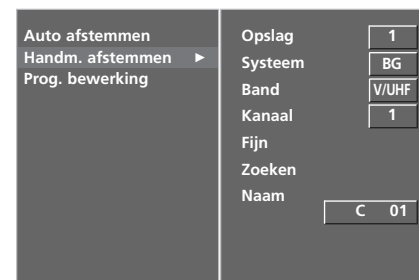 Auto afstemmen
Handm. afstemmen ►
Prog. bewerking
Opslag 1
Systeem BG
Band V/UHF
Kanaal 1
Fijn
Zoeken
Naam
C 01